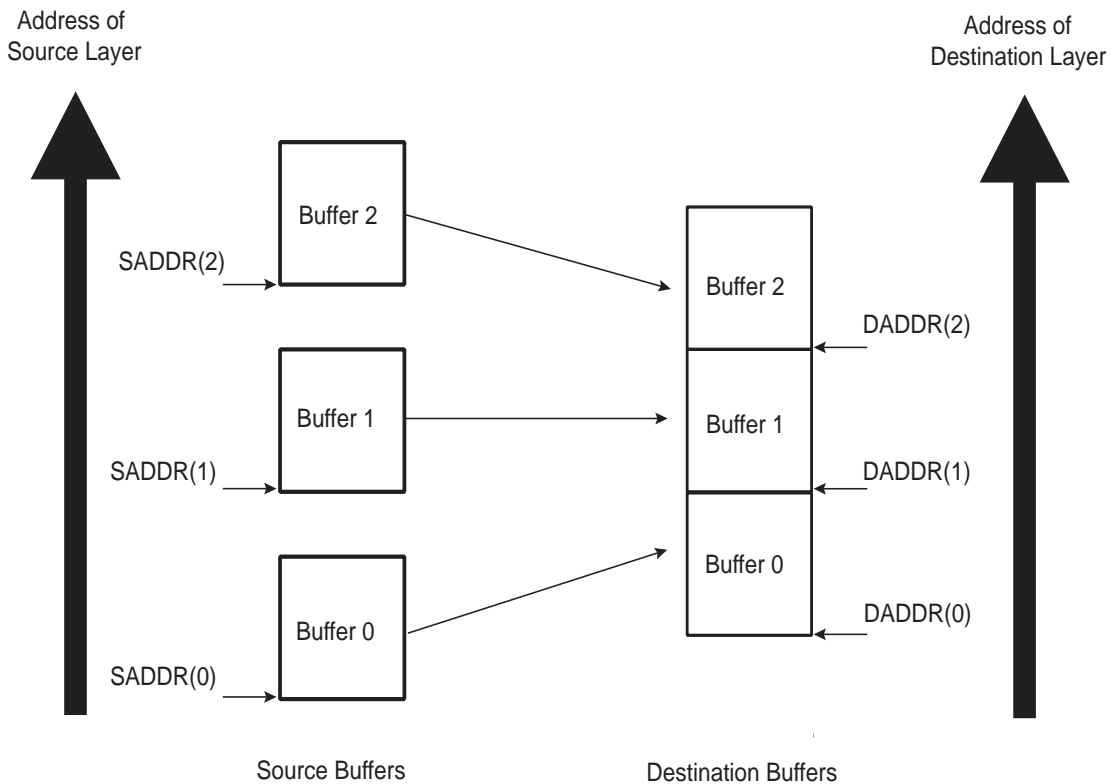 Address of
Source Layer
Address of
Destination Layer
Buffer 2
SADDR(2)
Buffer 2
DADDR(2)
Buffer 1
Buffer 1
SADDR(1)
DADDR(1)
Buffer 0
Buffer 0
DADDR(0)
SADDR(0)
Source Buffers
Destination Buffers